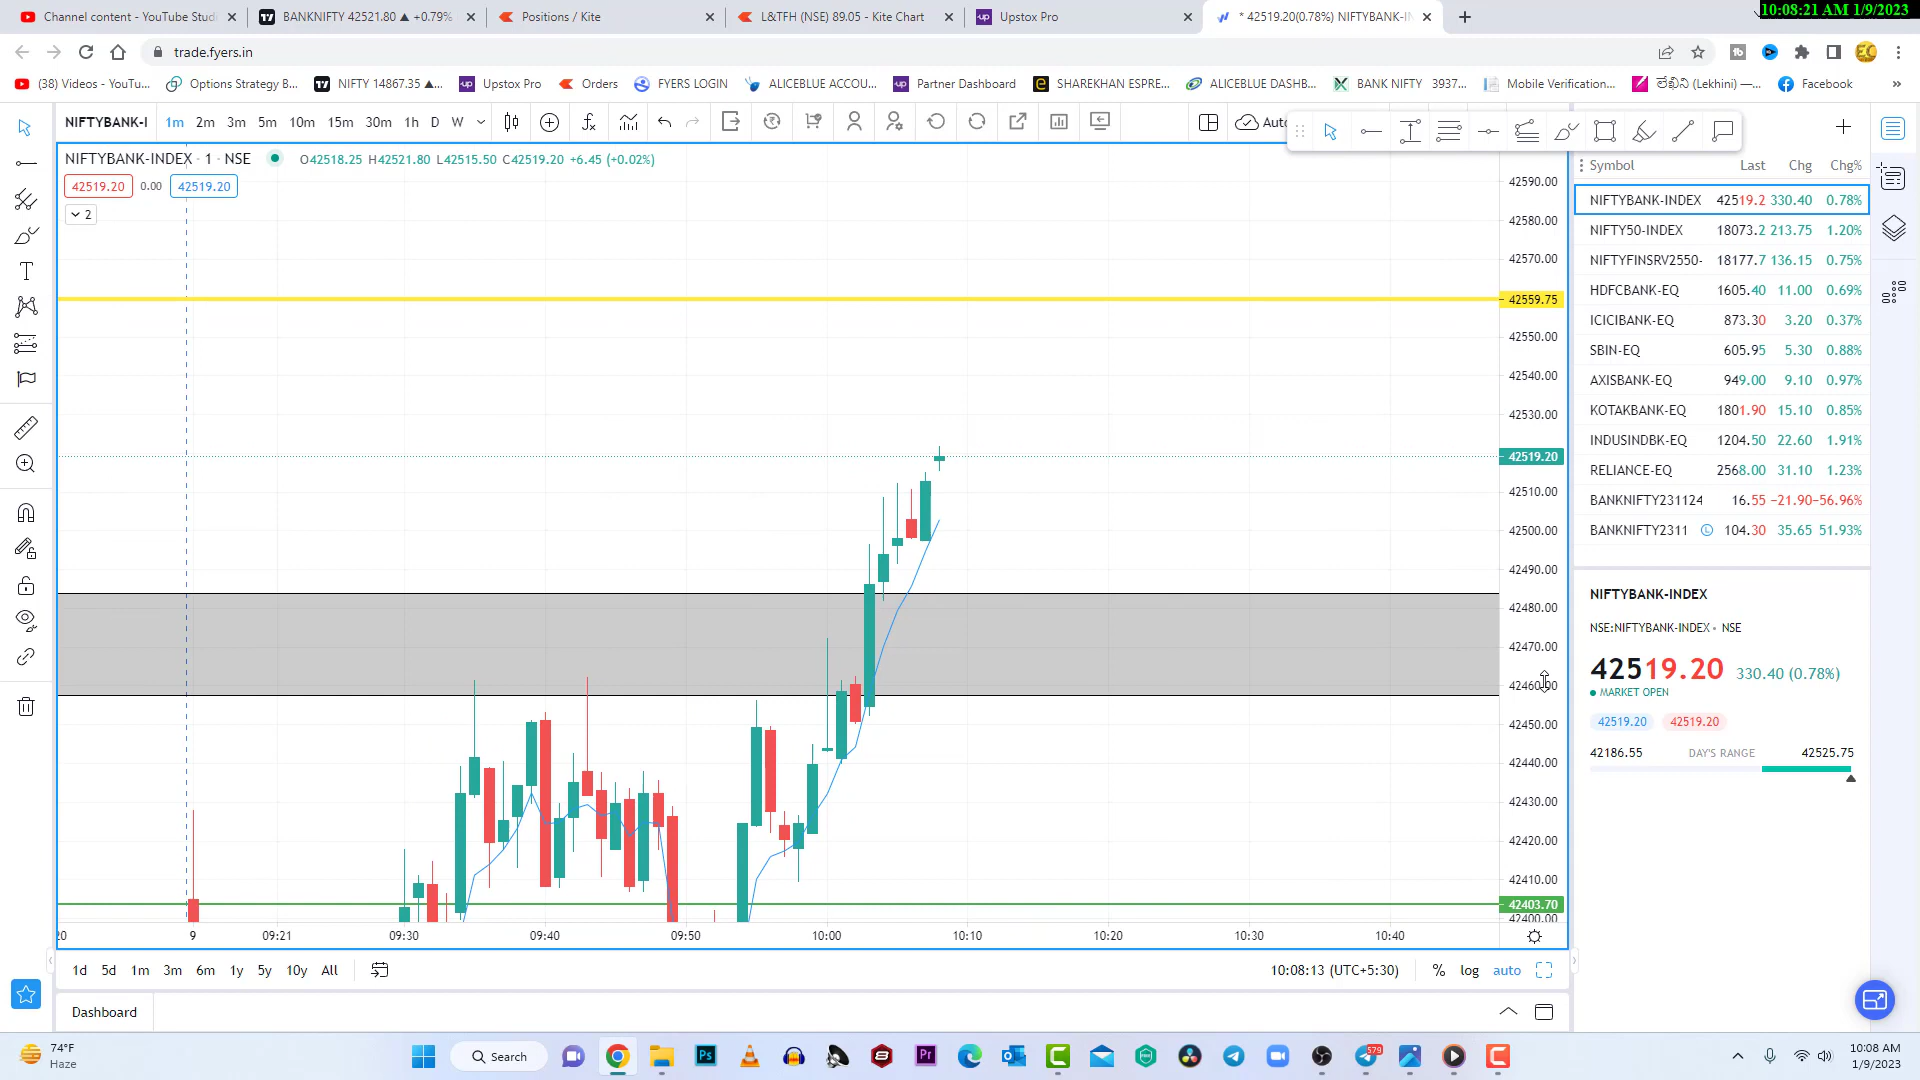 Channel content - YouTube Studi
BANKNIFTY 42521.80 ▲ +0.79%
Positions / Kite
L&TFH (NSE) 89.05 - Kite Chart
Upstox Pro
* 42519.20(0.78%) NIFTYBANK-IN
10:08:21 AM 1/9/2023
trade.fyers.in
(38) Videos - YouTu...
Options Strategy B...
NIFTY 14867.35 ▲...
Upstox Pro
Orders
FYERS LOGIN
ALICEBLUE ACCOU...
Partner Dashboard
SHAREKHAN ESPRE...
ALICEBLUE DASHB...
BANK NIFTY 3937...
Mobile Verification...
లేఖిని (Lekhini) —...
Facebook
»
NIFTYBANK-I
1m 2m 3m 5m 10m 15m 30m 1h D W
Auto
NIFTYBANK-INDEX · 1 · NSE
O42518.25 H42521.80 L42515.50 C42519.20 +6.45 (+0.02%)
42519.20 0.00 42519.20
2
42590.00
42580.00
42570.00
42559.75
42550.00
42540.00
42530.00
42519.20
42510.00
42500.00
42490.00
42480.00
42470.00
42460.00
42450.00
42440.00
42430.00
42420.00
42410.00
42403.70
42400.00
20 9 09:21 09:30 09:40 09:50 10:00 10:10 10:20 10:30 10:40
1d 5d 1m 3m 6m 1y 5y 10y All
10:08:13 (UTC+5:30) % log auto
Dashboard
Symbol Last Chg Chg%
NIFTYBANK-INDEX 42519.2 330.40 0.78%
NIFTY50-INDEX 18073.2 213.75 1.20%
NIFTYFINSRV2550- 18177.7 136.15 0.75%
HDFCBANK-EQ 1605.40 11.00 0.69%
ICICIBANK-EQ 873.30 3.20 0.37%
SBIN-EQ 605.95 5.30 0.88%
AXISBANK-EQ 949.00 9.10 0.97%
KOTAKBANK-EQ 1801.90 15.10 0.85%
INDUSINDBK-EQ 1204.50 22.60 1.91%
RELIANCE-EQ 2568.00 31.10 1.23%
BANKNIFTY231124 16.55 −21.90 −56.96%
BANKNIFTY2311 104.30 35.65 51.93%
NIFTYBANK-INDEX
NSE:NIFTYBANK-INDEX • NSE
42519.20 330.40 (0.78%)
MARKET OPEN
42519.20 42519.20
42186.55 DAY'S RANGE 42525.75
74°F
Haze
Search
579
10:08 AM
1/9/2023